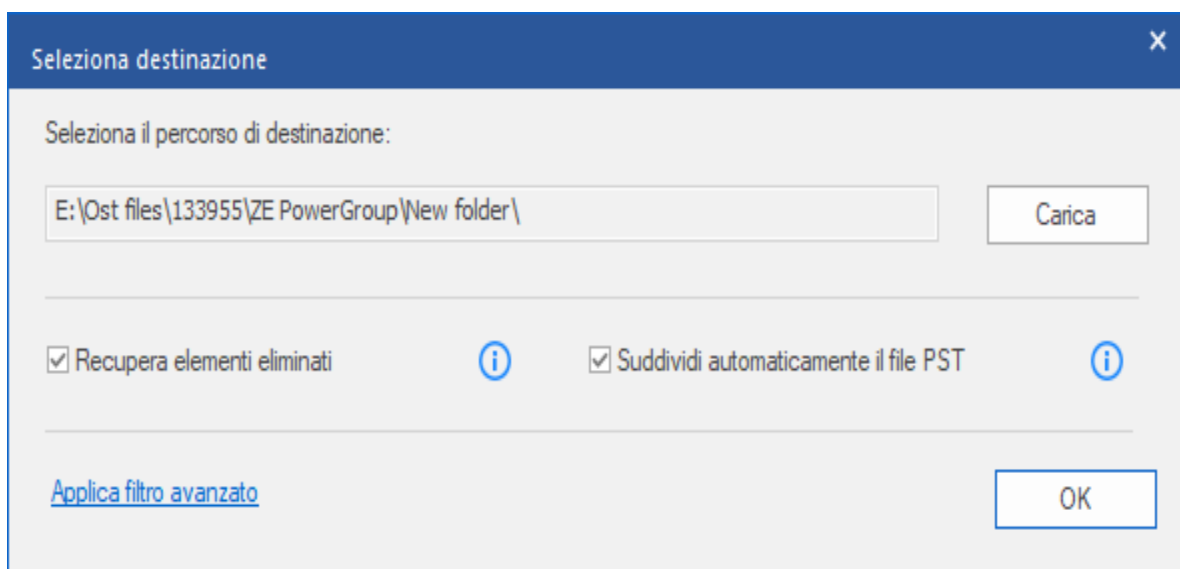 Seleziona destinazione
Seleziona il percorso di destinazione:
E:\Ost files\133955\ZE PowerGroup\New folder\
Carica
Recupera elementi eliminati
Suddividi automaticamente il file PST
Applica filtro avanzato
OK